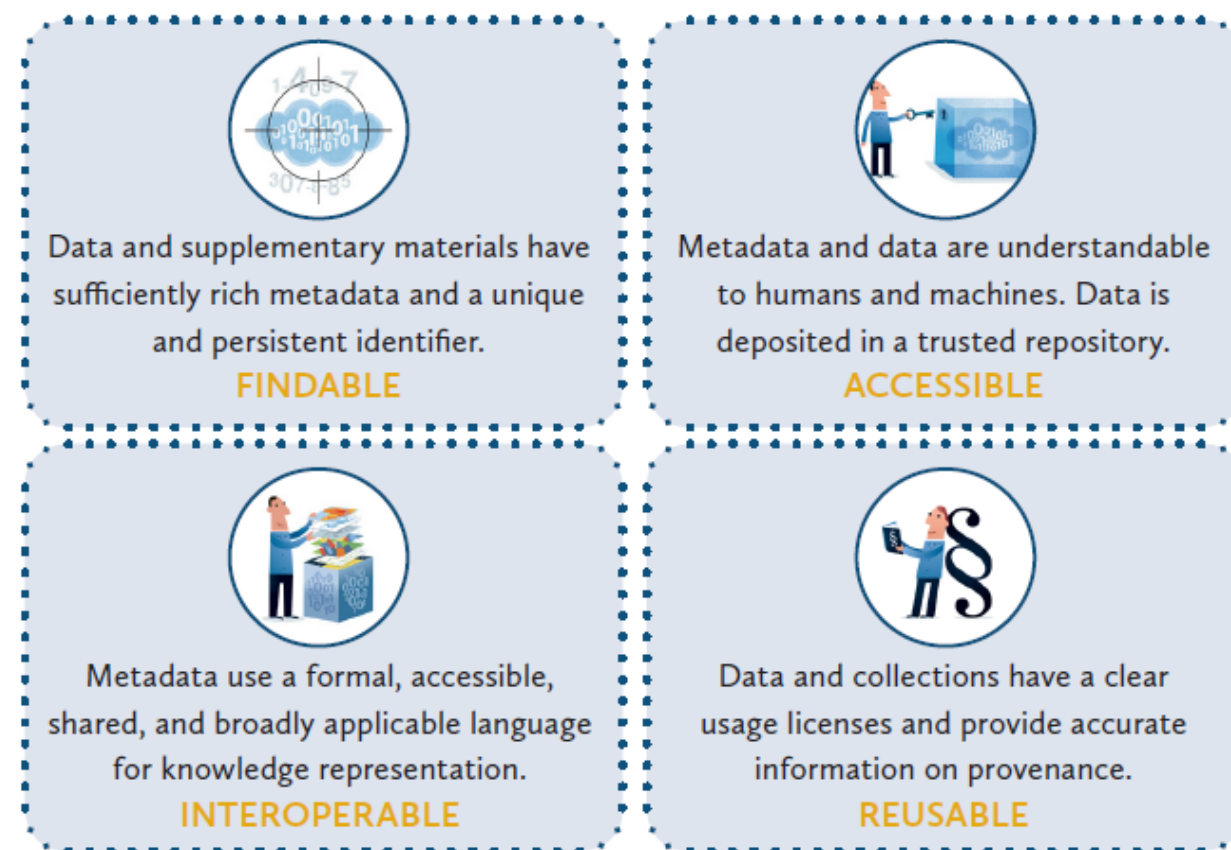 Data and supplementary materials have
sufficiently rich metadata and a unique
and persistent identifier.
FINDABLE
Metadata and data are understandable
to humans and machines. Data is
deposited in a trusted repository.
ACCESSIBLE
Metadata use a formal, accessible,
shared, and broadly applicable language
for knowledge representation.
INTEROPERABLE
§
Data and collections have a clear
usage licenses and provide accurate
information on provenance.
REUSABLE